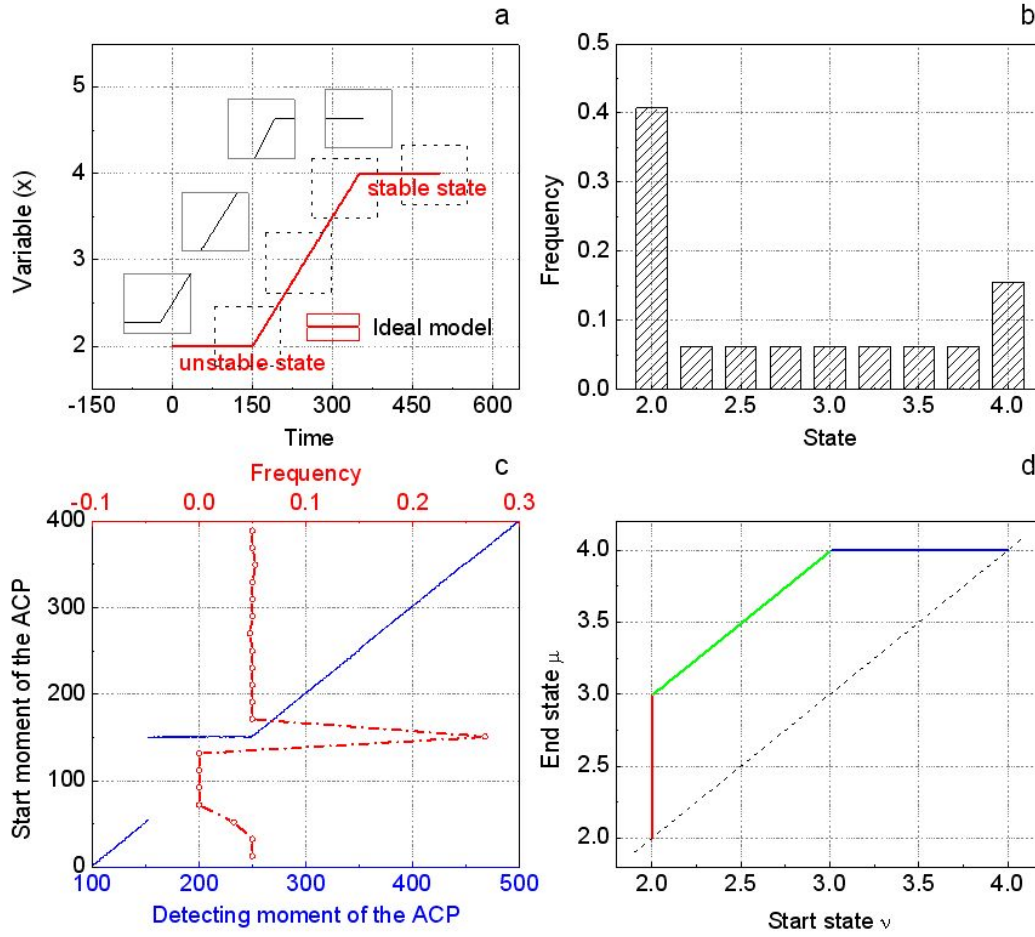 a
5
4
3
2
-150 0 150 300 450 600
Variable (x)
Time
stable state
unstable state
Ideal model
b
0.5
0.4
0.3
0.2
0.1
0.0
2.0 2.5 3.0 3.5 4.0
Frequency
State
c
Frequency
-0.1 0.0 0.1 0.2 0.3
400
300
200
100
0
100 200 300 400 500
Start moment of the ACP
Detecting moment of the ACP
d
4.0
3.5
3.0
2.5
2.0
2.0 2.5 3.0 3.5 4.0
End state μ
Start state ν